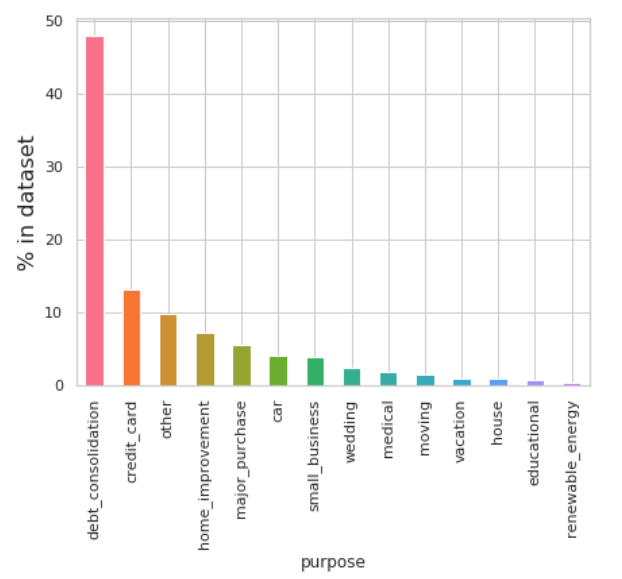 50
40
30
20
10
0
% in dataset
debt_consolidation
credit_card
other
home_improvement
major_purchase
car
small_business
wedding
medical
moving
vacation
house
educational
renewable_energy
purpose